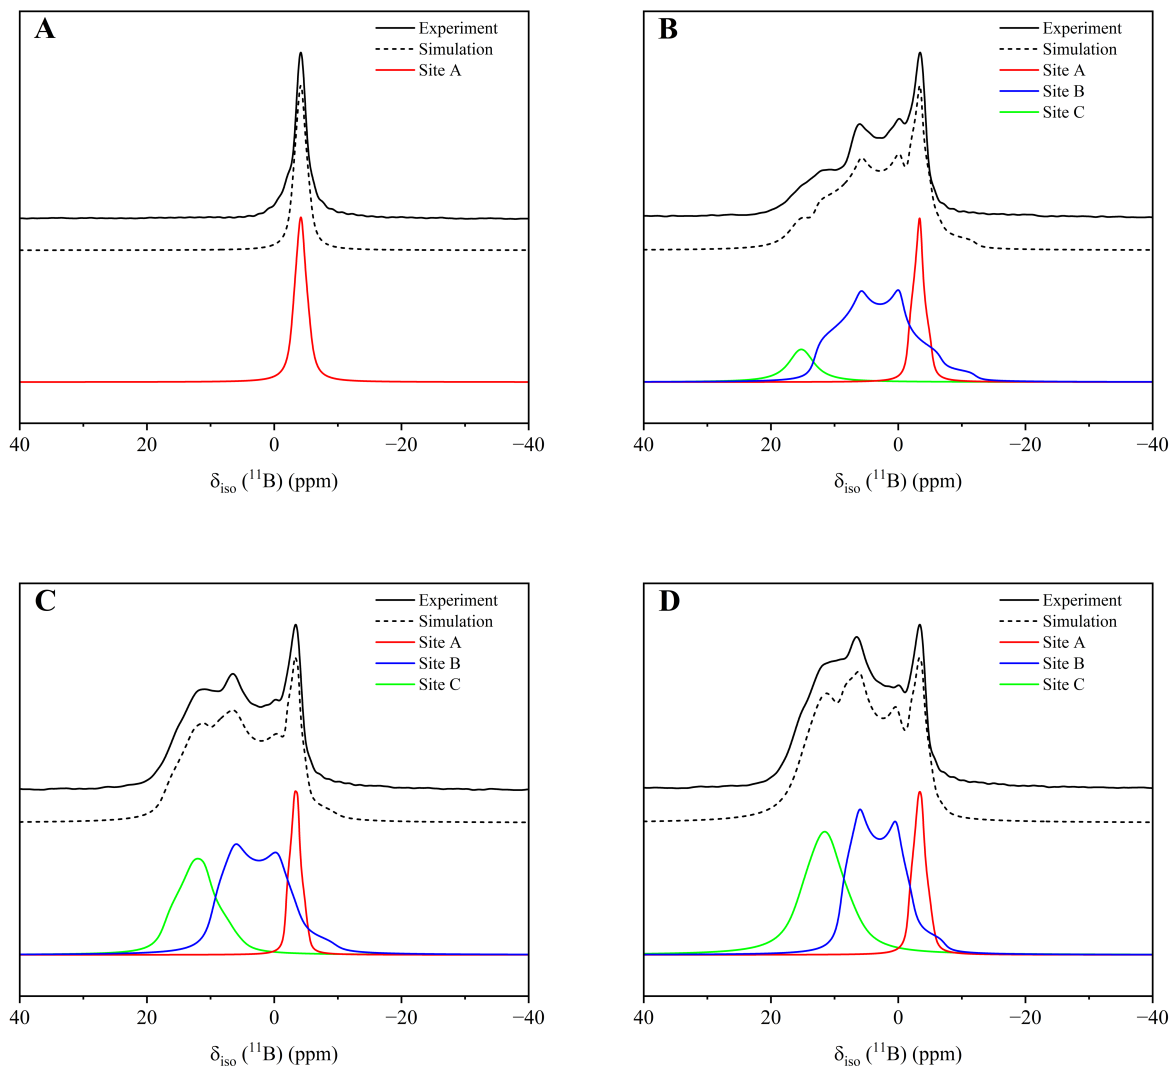 A
Experiment
Simulation
Site A
40
20
0
−20
−40
δiso (11B) (ppm)
B
Experiment
Simulation
Site A
Site B
Site C
40
20
0
−20
−40
δiso (11B) (ppm)
C
Experiment
Simulation
Site A
Site B
Site C
40
20
0
−20
−40
δiso (11B) (ppm)
D
Experiment
Simulation
Site A
Site B
Site C
40
20
0
−20
−40
δiso (11B) (ppm)